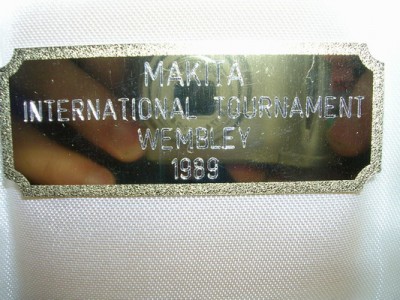 MAKITA
INTERNATIONAL TOURNAMENT
WEMBLEY
1989